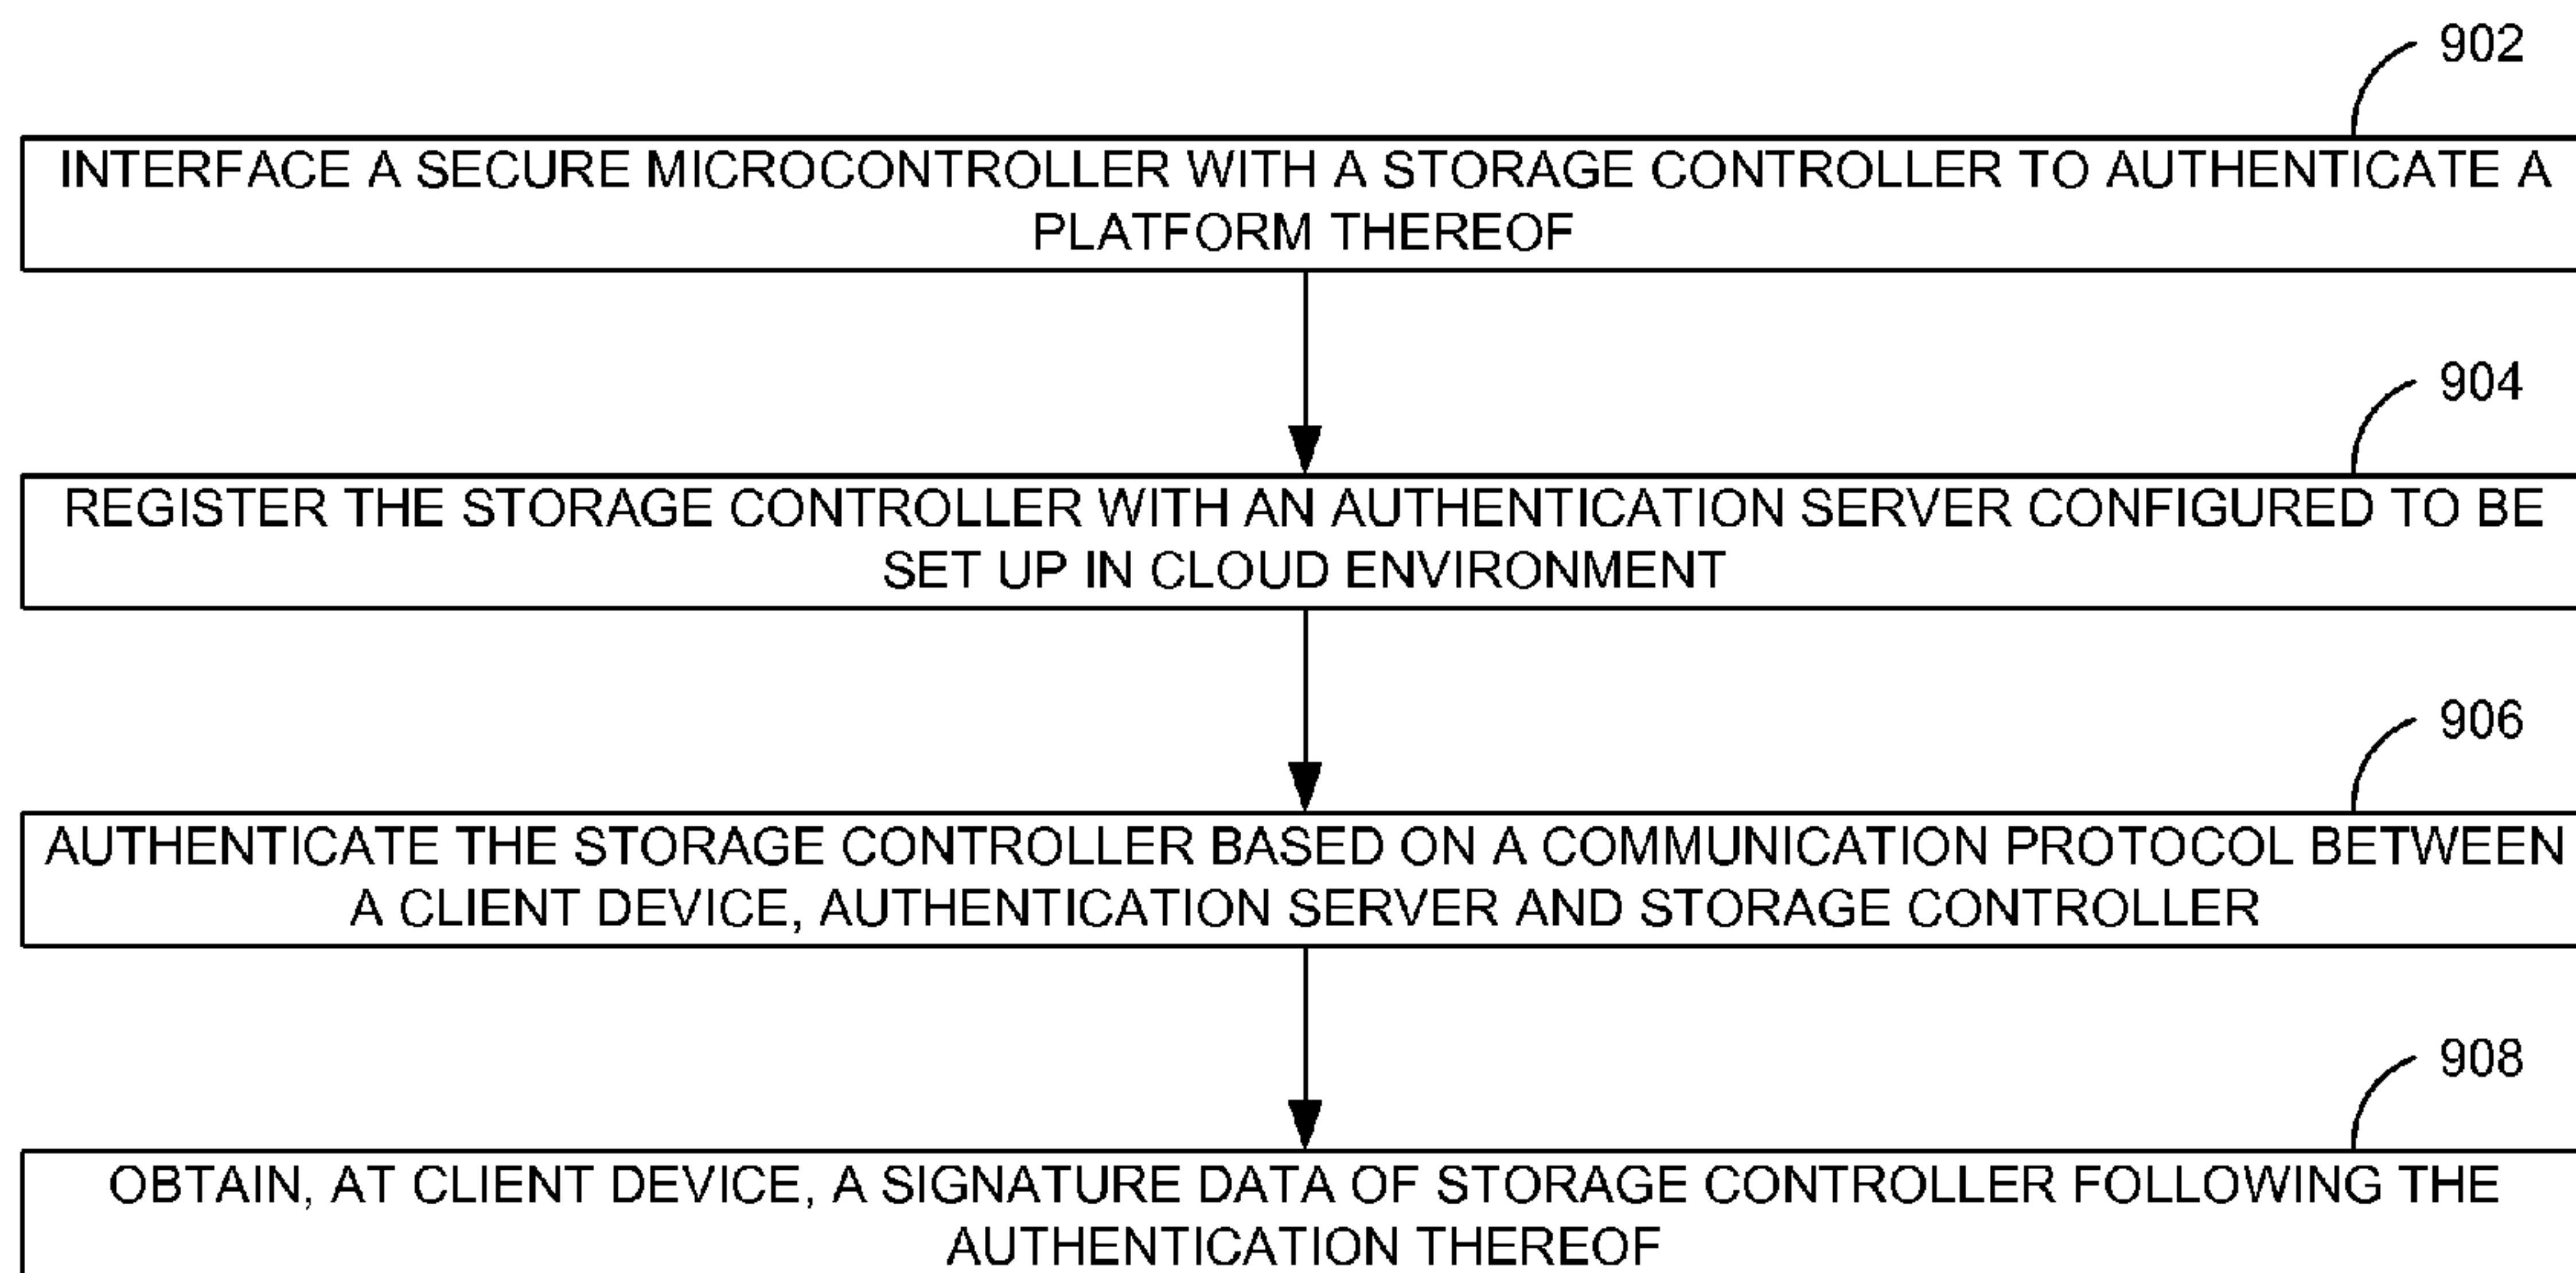 902
INTERFACE A SECURE MICROCONTROLLER WITH A STORAGE CONTROLLER TO AUTHENTICATE A
PLATFORM THEREOF
904
REGISTER THE STORAGE CONTROLLER WITH AN AUTHENTICATION SERVER CONFIGURED TO BE
SET UP IN CLOUD ENVIRONMENT
906
AUTHENTICATE THE STORAGE CONTROLLER BASED ON A COMMUNICATION PROTOCOL BETWEEN
A CLIENT DEVICE, AUTHENTICATION SERVER AND STORAGE CONTROLLER
908
OBTAIN, AT CLIENT DEVICE, A SIGNATURE DATA OF STORAGE CONTROLLER FOLLOWING THE
AUTHENTICATION THEREOF